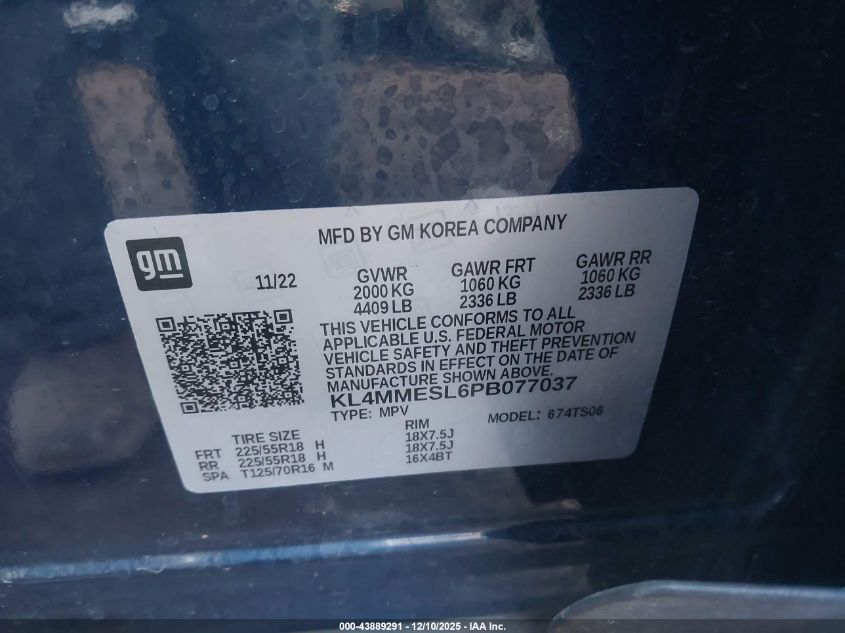 gm
MFD BY GM KOREA COMPANY
11/22
GVWR
2000 KG
4409 LB
GAWR FRT
1060 KG
2336 LB
GAWR RR
1060 KG
2336 LB
THIS VEHICLE CONFORMS TO ALL
APPLICABLE U.S. FEDERAL MOTOR
VEHICLE SAFETY AND THEFT PREVENTION
STANDARDS IN EFFECT ON THE DATE OF
MANUFACTURE SHOWN ABOVE.
KL4MMESL6PB077037
TYPE: MPV
MODEL: 674TS06
TIRE SIZE RIM
FRT 225/55R18 H 18X7.5J
RR 225/55R18 H 18X7.5J
SPA T125/70R16 M 16X4BT
000-43889291 - 12/10/2025 - IAA Inc.